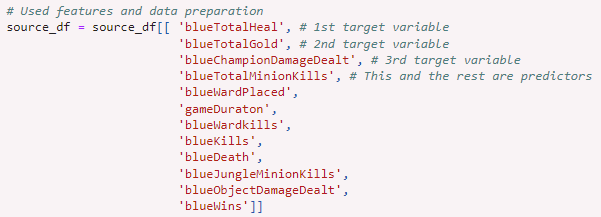 # Used features and data preparation
source_df = source_df[[ 'blueTotalHeal', # 1st target variable
'blueTotalGold', # 2nd target variable
'blueChampionDamageDealt', # 3rd target variable
'blueTotalMinionKills', # This and the rest are predictors
'blueWardPlaced',
'gameDuraton',
'blueWardkills',
'blueKills',
'blueDeath',
'blueJungleMinionKills',
'blueObjectDamageDealt',
'blueWins']]